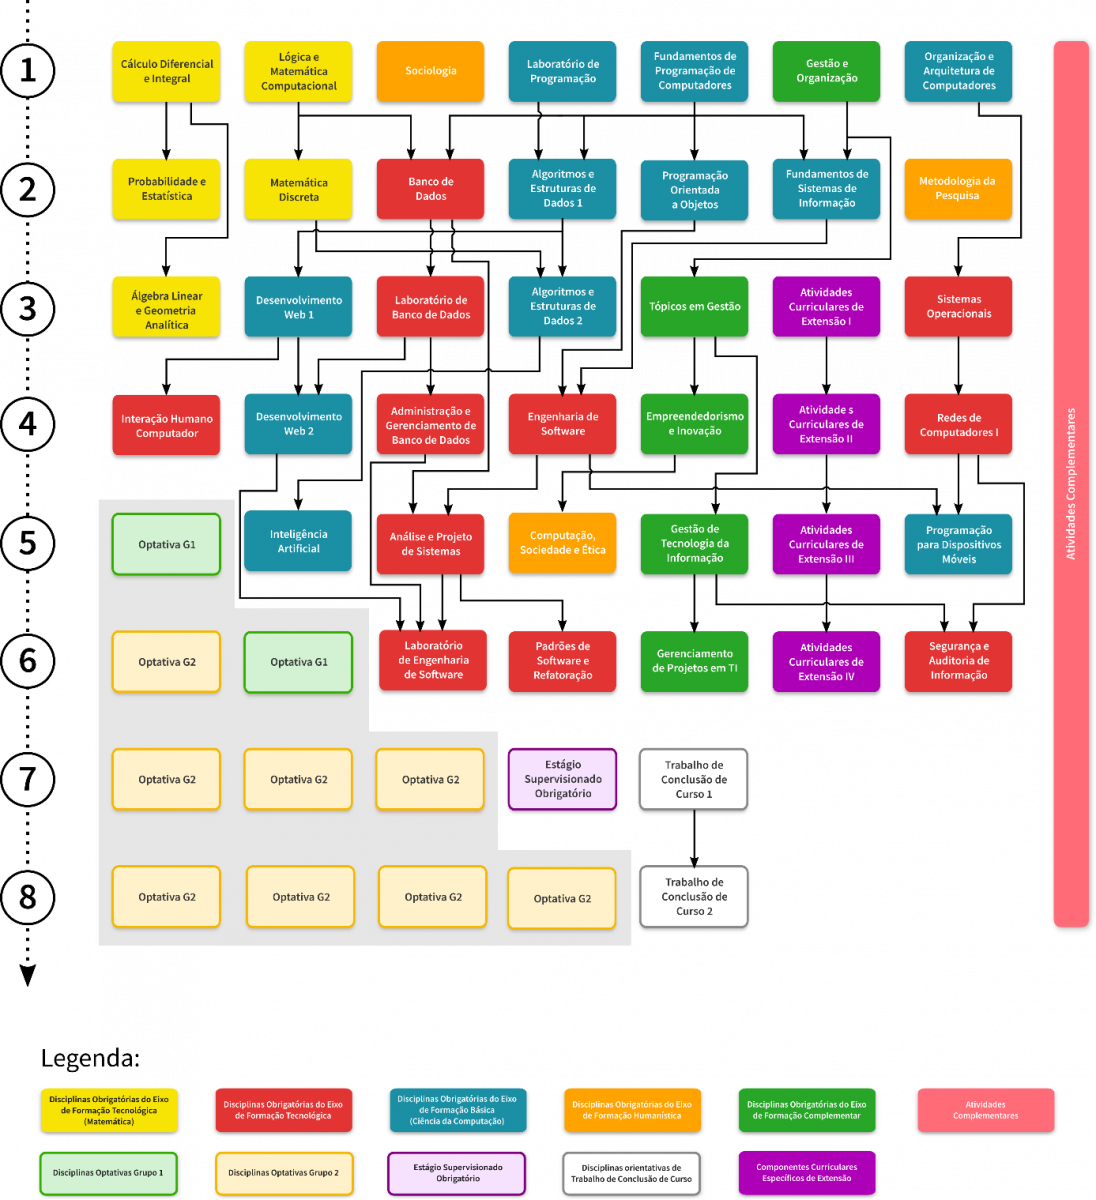 1
Cálculo Diferencial
e Integral
Lógica e
Matemática
Computacional
Sociologia
Laboratório de
Programação
Fundamentos de
Programação de
Computadores
Gestão e
Organização
Organização e
Arquitetura de
Computadores
2
Probabilidade e
Estatística
Matemática
Discreta
Banco de
Dados
Algoritmos e
Estruturas de
Dados 1
Programação
Orientada
a Objetos
Fundamentos de
Sistemas de
Informação
Metodologia da
Pesquisa
3
Álgebra Linear
e Geometria
Analítica
Desenvolvimento
Web 1
Laboratório de
Banco de Dados
Algoritmos e
Estruturas de
Dados 2
Tópicos em Gestão
Atividades
Curriculares de
Extensão I
Sistemas
Operacionais
4
Interação Humano
Computador
Desenvolvimento
Web 2
Administração e
Gerenciamento de
Banco de Dados
Engenharia de
Software
Empreendedorismo
e Inovação
Atividade s
Curriculares de
Extensão II
Redes de
Computadores I
5
Optativa G1
Inteligência
Artificial
Análise e Projeto
de Sistemas
Computação,
Sociedade e Ética
Gestão de
Tecnologia da
Informação
Atividades
Curriculares de
Extensão III
Programação
para Dispositivos
Móveis
6
Optativa G2
Optativa G1
Laboratório
de Engenharia
de Software
Padrões de
Software e
Refatoração
Gerenciamento
de Projetos em TI
Atividades
Curriculares de
Extensão IV
Segurança e
Auditoria de
Informação
7
Optativa G2
Optativa G2
Optativa G2
Estágio
Supervisionado
Obrigatório
Trabalho de
Conclusão de
Curso 1
8
Optativa G2
Optativa G2
Optativa G2
Optativa G2
Trabalho de
Conclusão de
Curso 2
Atividades Complementares
Legenda:
Disciplinas Obrigatórias do Eixo
de Formação Tecnológica
(Matemática)
Disciplinas Obrigatórias do Eixo
de Formação Tecnológica
Disciplinas Obrigatórias do Eixo
de Formação Básica
(Ciência da Computação)
Disciplinas Obrigatórias do Eixo
de Formação Humanística
Disciplinas Obrigatórias do Eixo
de Formação Complementar
Atividades
Complementares
Disciplinas Optativas Grupo 1
Disciplinas Optativas Grupo 2
Estágio Supervisionado
Obrigatório
Disciplinas orientativas de
Trabalho de Conclusão de Curso
Componentes Curriculares
Específicos de Extensão